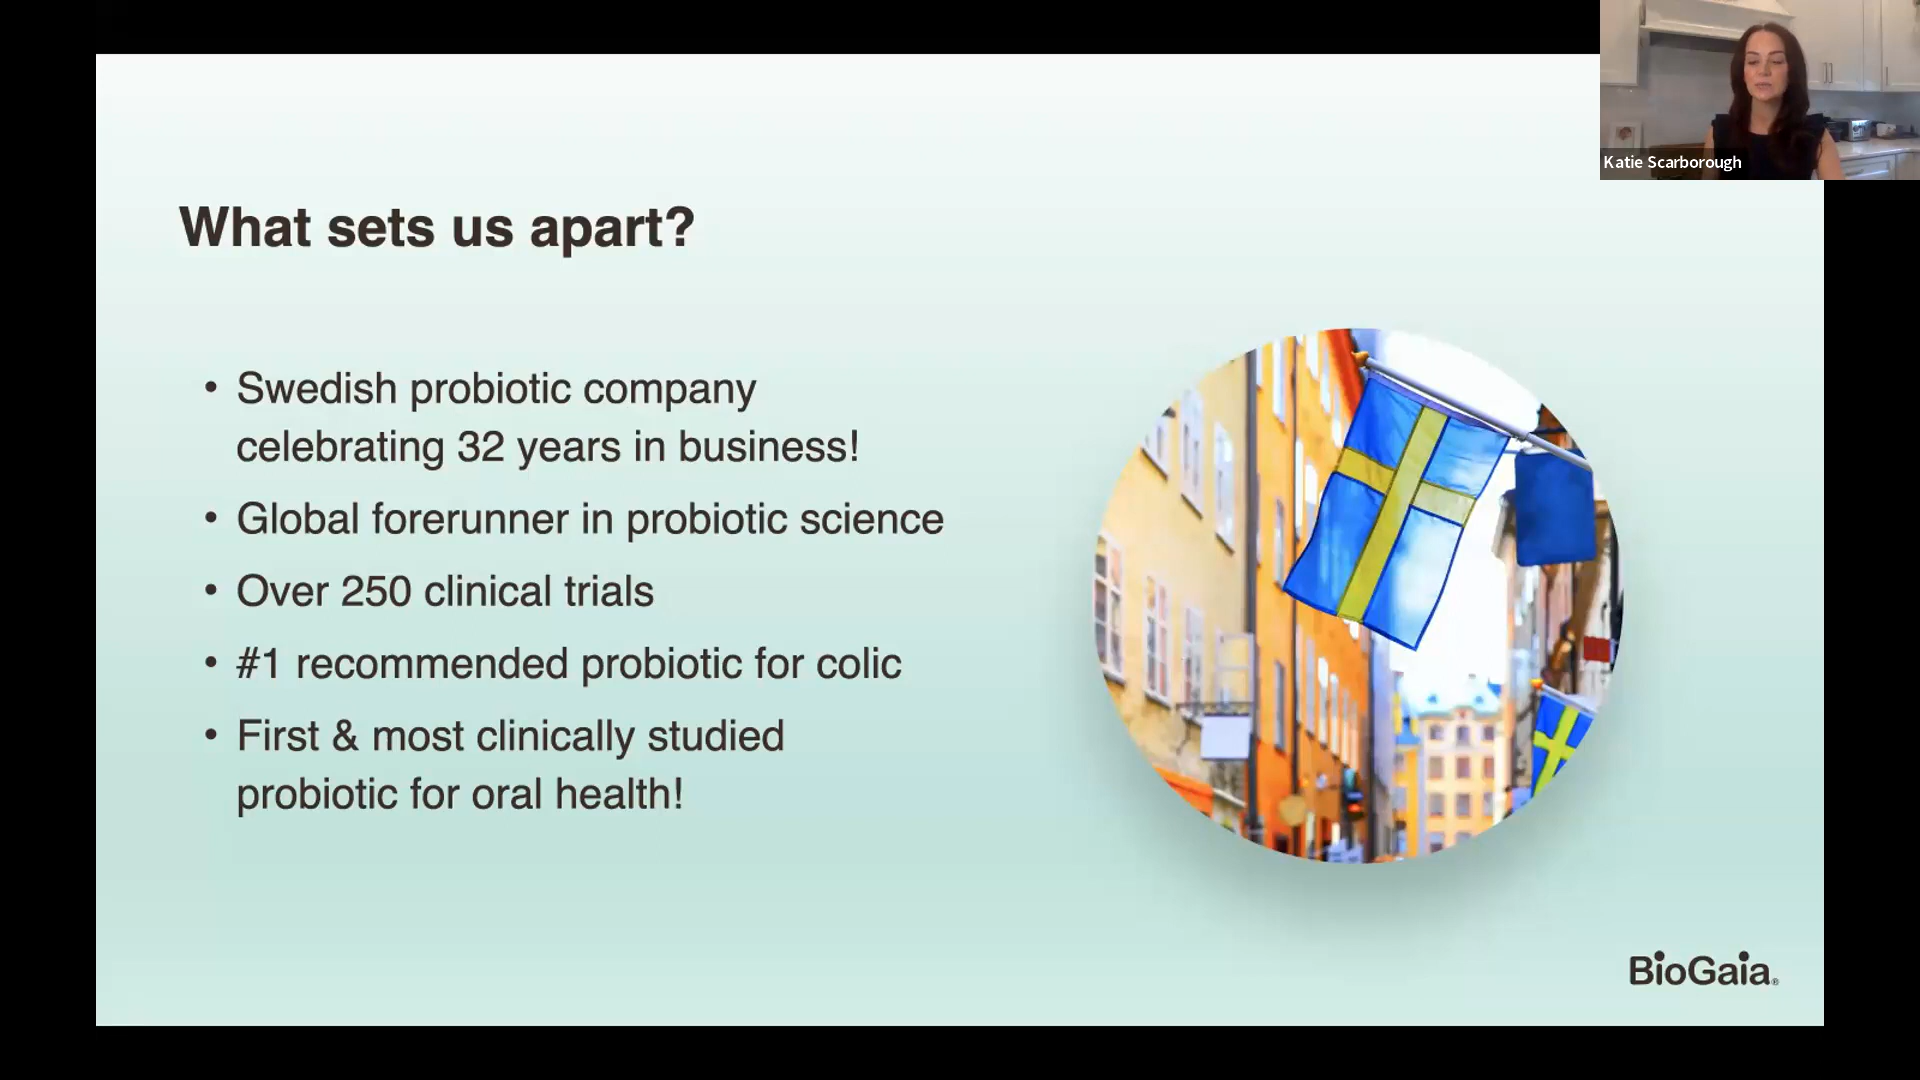 Katie Scarborough
What sets us apart?
• Swedish probiotic company
celebrating 32 years in business!
• Global forerunner in probiotic science
• Over 250 clinical trials
• #1 recommended probiotic for colic
• First & most clinically studied
probiotic for oral health!
BioGaia®